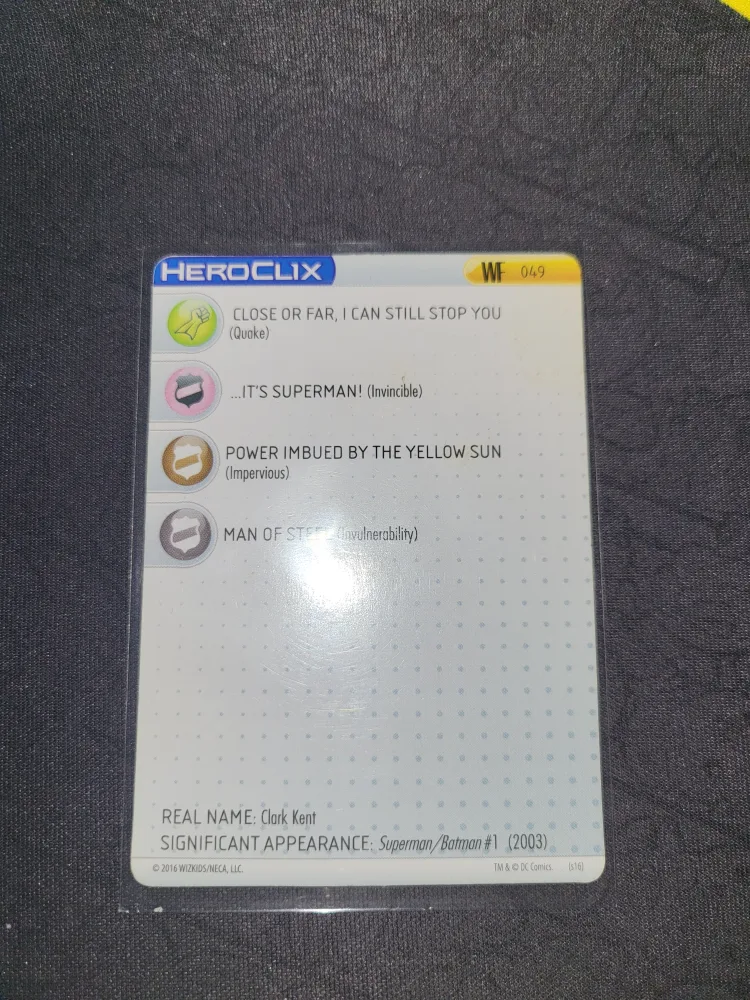 HEROCLIX
WF 049
CLOSE OR FAR, I CAN STILL STOP YOU
(Quake)
...IT'S SUPERMAN! (Invincible)
POWER IMBUED BY THE YELLOW SUN
(Impervious)
MAN OF STEEL (Invulnerability)
REAL NAME: Clark Kent
SIGNIFICANT APPEARANCE: Superman/Batman #1 (2003)
© 2016 WIZKIDS/NECA, LLC. TM & © DC Comics. (s16)